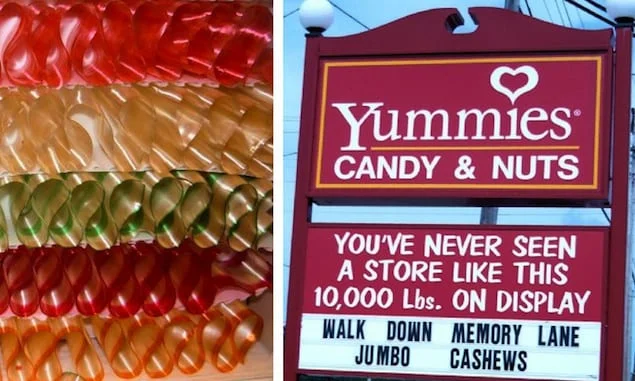 Yummies®
CANDY & NUTS
YOU'VE NEVER SEEN
A STORE LIKE THIS
10,000 Lbs. ON DISPLAY
WALK DOWN MEMORY LANE
JUMBO CASHEWS